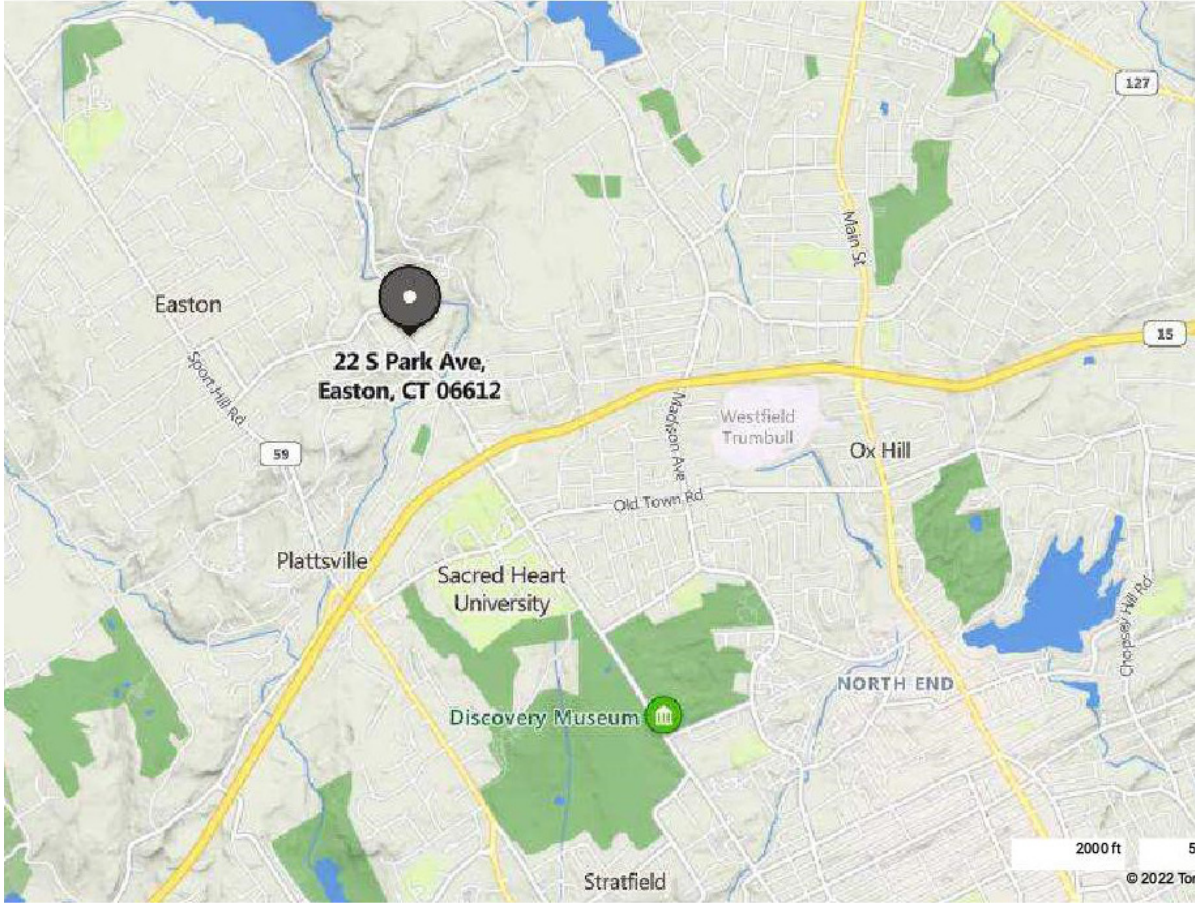 127
Main St
Easton
22 S Park Ave,
Easton, CT 06612
15
Sport Hill Rd
Madison Ave
Westfield
Trumbull
59
Ox Hill
Old Town Rd
Plattsville
Sacred Heart
University
Chopsey Hill Rd
NORTH END
Discovery Museum
2000 ft
5
Stratfield
© 2022 Tom